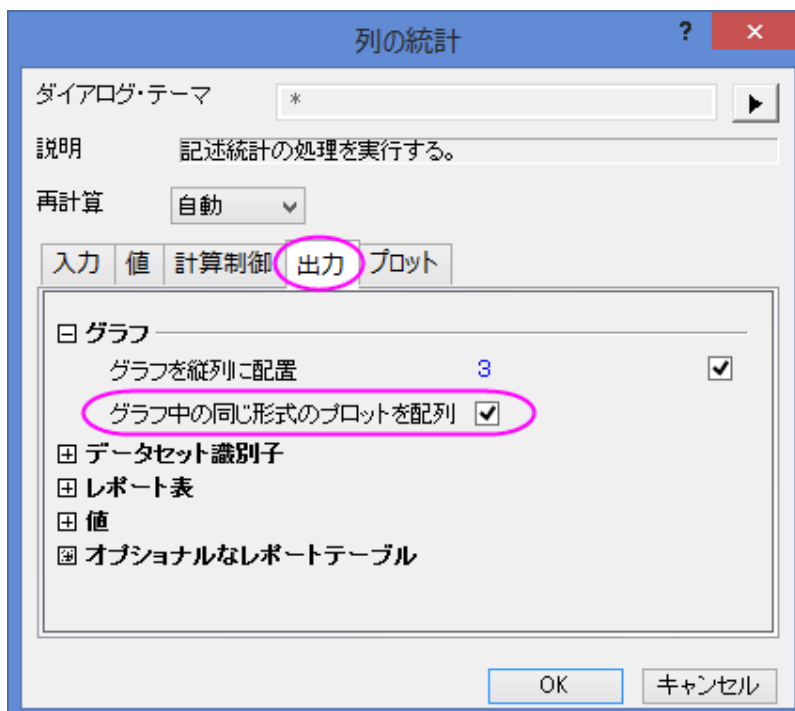 列の統計 ?
ダイアログ・テーマ *
説明 記述統計の処理を実行する。
再計算 自動
入力 値 計算制御 出力 プロット
グラフ
グラフを縦列に配置 3
グラフ中の同じ形式のプロットを配列
データセット識別子
レポート表
値
オプショナルなレポートテーブル
OK キャンセル